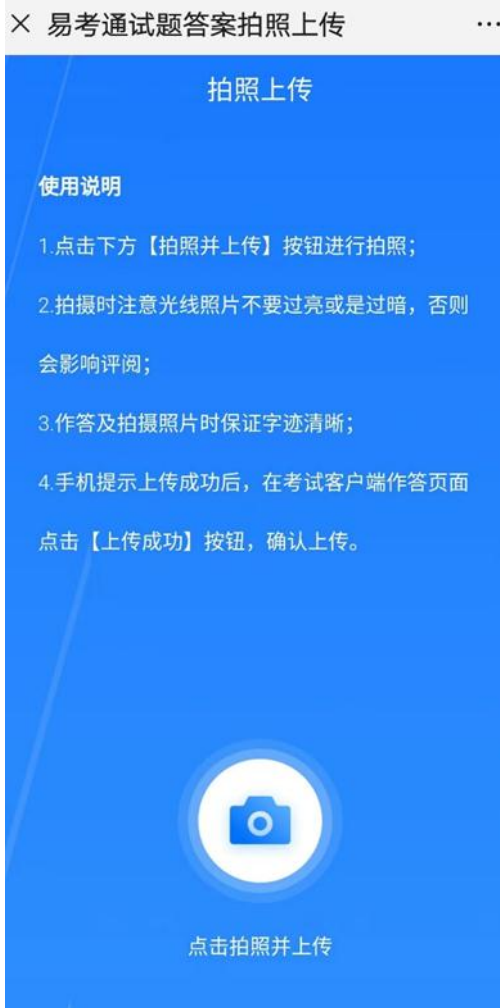 易考通试题答案拍照上传
拍照上传
使用说明
1.点击下方【拍照并上传】按钮进行拍照；
2.拍摄时注意光线照片不要过亮或是过暗，否则
会影响评阅；
3.作答及拍摄照片时保证字迹清晰；
4.手机提示上传成功后，在考试客户端作答页面
点击【上传成功】按钮，确认上传。
点击拍照并上传